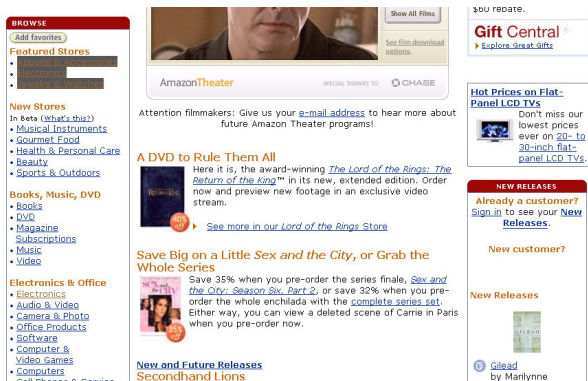 BROWSE
Add favorites
Featured Stores
• Apparel & Accessories
• Electronics
• Jewelry & Watches
New Stores
In Beta (What's this?)
• Musical Instruments
• Gourmet Food
• Health & Personal Care
• Beauty
• Sports & Outdoors
Books, Music, DVD
• Books
• DVD
• Magazine
Subscriptions
• Music
• Video
Electronics & Office
• Electronics
• Audio & Video
• Camera & Photo
• Office Products
• Software
• Computer &
Video Games
• Computers
• Cell Phones & Service
Show All Films
See film download
options.
AmazonTheater
SPECIAL THANKS TO CHASE
Attention filmmakers: Give us your e-mail address to hear more about
future Amazon Theater programs!
A DVD to Rule Them All
Here it is, the award-winning The Lord of the Rings: The
Return of the King™ in its new, extended edition. Order
now and preview new footage in an exclusive video
stream.
40%
off
See more in our Lord of the Rings Store
Save Big on a Little Sex and the City, or Grab the
Whole Series
Save 35% when you pre-order the series finale, Sex and
the City: Season Six, Part 2, or save 32% when you pre-
order the whole enchilada with the complete series set.
Either way, you can view a deleted scene of Carrie in Paris
when you pre-order now.
35%
off
New and Future Releases
Secondhand Lions
$60 rebate.
Gift Central
Explore Great Gifts
Hot Prices on Flat-
Panel LCD TVs
Don't miss our
lowest prices
ever on 20- to
30-inch flat-
panel LCD TVs.
NEW RELEASES
Already a customer?
Sign in to see your New
Releases.
New customer?
New Releases
GILEAD
Gilead
by Marilynne